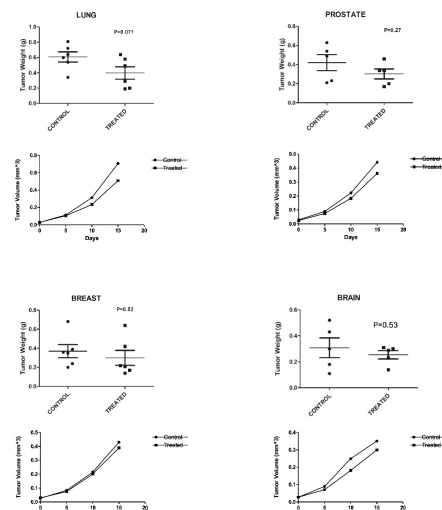 LUNG
P=0.071
Tumor Weight (g)
1.0
0.8
0.6
0.4
0.2
0.0
CONTROL
TREATED
Tumor Volume (mm^3)
0.8
0.6
0.4
0.2
0.0
0
5
10
15
20
Days
Control
Treated
PROSTATE
P=0.27
Tumor Weight (g)
0.8
0.6
0.4
0.2
0.0
CONTROL
TREATED
Tumor Volume (mm^3)
0.5
0.4
0.3
0.2
0.1
0.0
0
5
10
15
20
Days
Control
Treated
BREAST
P=0.52
Tumor Weight (g)
0.8
0.6
0.4
0.2
0.0
CONTROL
TREATED
Tumor Volume (mm^3)
0.5
0.4
0.3
0.2
0.1
0.0
0
5
10
15
20
Control
Treated
BRAIN
P=0.53
Tumor Weight (g)
0.6
0.4
0.2
0.0
CONTROL
TREATED
Tumor Volume (mm^3)
0.4
0.3
0.2
0.1
0.0
0
5
10
15
20
Control
Treated